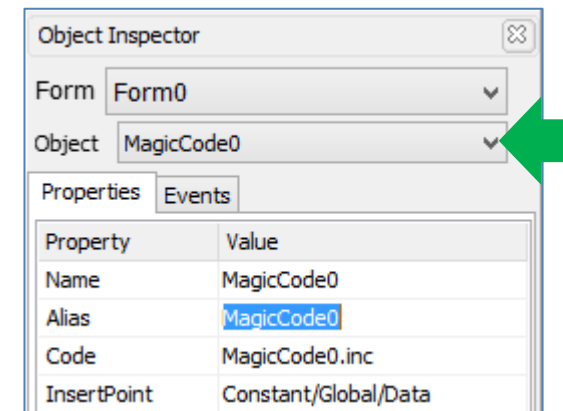 Object Inspector
Form Form0
Object MagicCode0
Properties Events
Property Value
Name MagicCode0
Alias MagicCode0
Code MagicCode0.inc
InsertPoint Constant/Global/Data